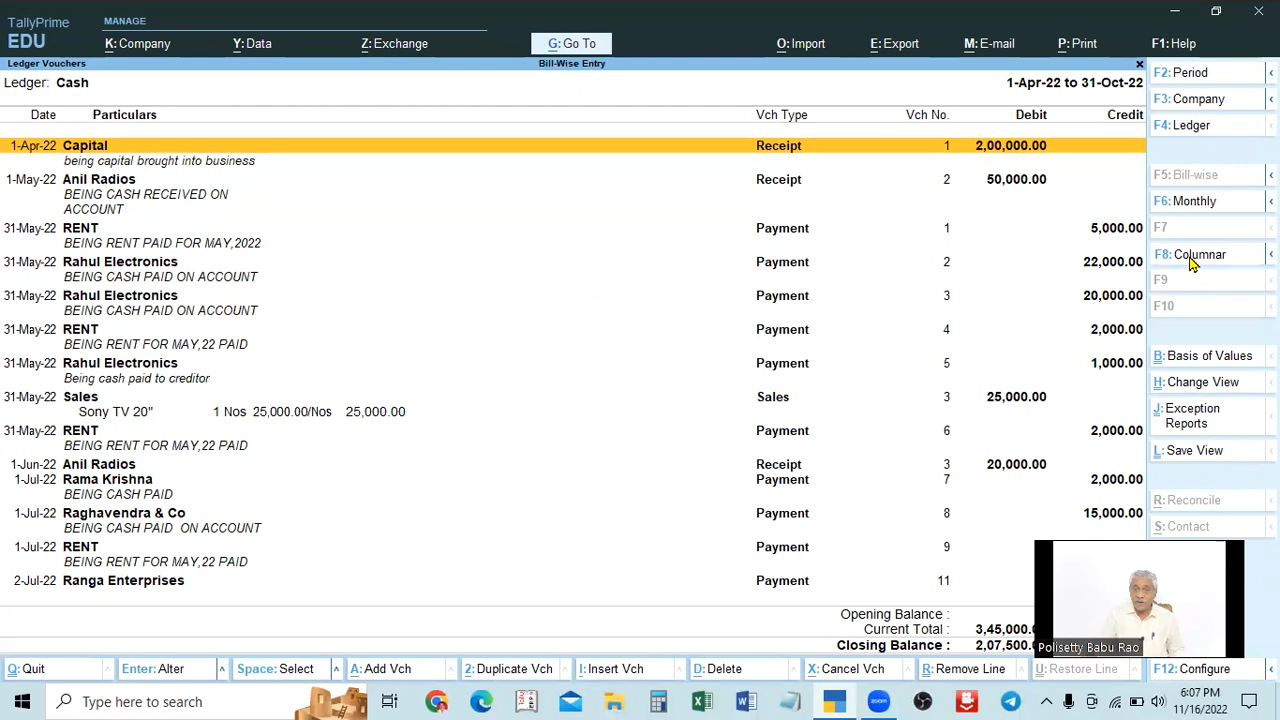 TallyPrime
MANAGE
EDU
K: Company
Y: Data
Z: Exchange
G: Go To
O: Import
E: Export
M: E-mail
P: Print
F1: Help
Ledger Vouchers
Bill-Wise Entry
Ledger: Cash
1-Apr-22 to 31-Oct-22
Date Particulars Vch Type Vch No. Debit Credit
1-Apr-22 Capital Receipt 1 2,00,000.00
being capital brought into business
1-May-22 Anil Radios Receipt 2 50,000.00
BEING CASH RECEIVED ON
ACCOUNT
31-May-22 RENT Payment 1 5,000.00
BEING RENT PAID FOR MAY,2022
31-May-22 Rahul Electronics Payment 2 22,000.00
BEING CASH PAID ON ACCOUNT
31-May-22 Rahul Electronics Payment 3 20,000.00
BEING CASH PAID ON ACCOUNT
31-May-22 RENT Payment 4 2,000.00
BEING RENT FOR MAY,22 PAID
31-May-22 Rahul Electronics Payment 5 1,000.00
Being cash paid to creditor
31-May-22 Sales Sales 3 25,000.00
Sony TV 20" 1 Nos 25,000.00/Nos 25,000.00
31-May-22 RENT Payment 6 2,000.00
BEING RENT FOR MAY,22 PAID
1-Jun-22 Anil Radios Receipt 3 20,000.00
1-Jul-22 Rama Krishna Payment 7 2,000.00
BEING CASH PAID
1-Jul-22 Raghavendra & Co Payment 8 15,000.00
BEING CASH PAID ON ACCOUNT
1-Jul-22 RENT Payment 9
BEING RENT FOR MAY,22 PAID
2-Jul-22 Ranga Enterprises Payment 11
Opening Balance :
Current Total : 3,45,000.
Closing Balance : 2,07,500.
F2: Period
F3: Company
F4: Ledger
F5: Bill-wise
F6: Monthly
F7
F8: Columnar
F9
F10
B: Basis of Values
H: Change View
J: Exception
Reports
L: Save View
R: Reconcile
S: Contact
Polisetty Babu Rao
Q: Quit
Enter: Alter
Space: Select
A: Add Vch
2: Duplicate Vch
I: Insert Vch
D: Delete
X: Cancel Vch
R: Remove Line
U: Restore Line
F12: Configure
Type here to search
zoom
6:07 PM
11/16/2022